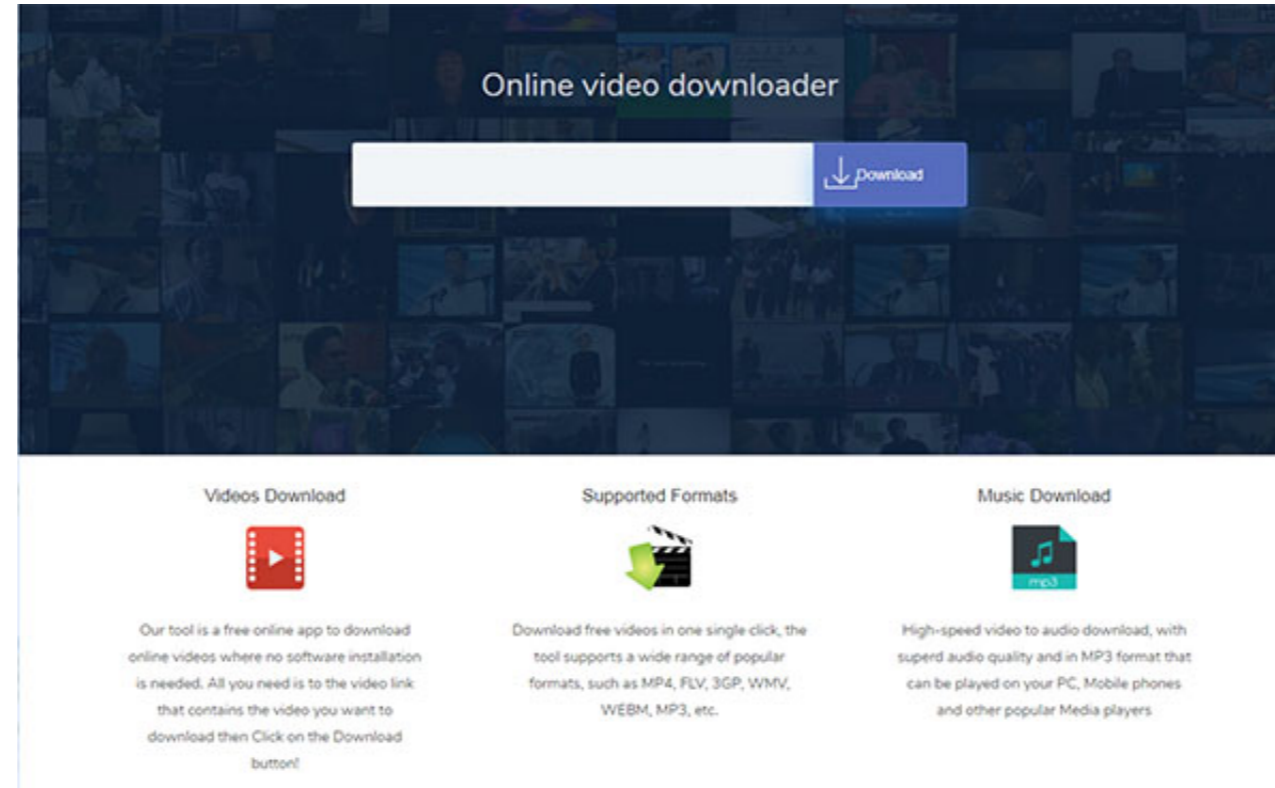 Online video downloader
Download
Videos Download
Our tool is a free online app to download
online videos where no software installation
is needed. All you need is to the video link
that contains the video you want to
download then Click on the Download
button!
Supported Formats
Download free videos in one single click, the
tool supports a wide range of popular
formats, such as MP4, FLV, 3GP, WMV,
WEBM, MP3, etc.
Music Download
mp3
High-speed video to audio download, with
superd audio quality and in MP3 format that
can be played on your PC, Mobile phones
and other popular Media players